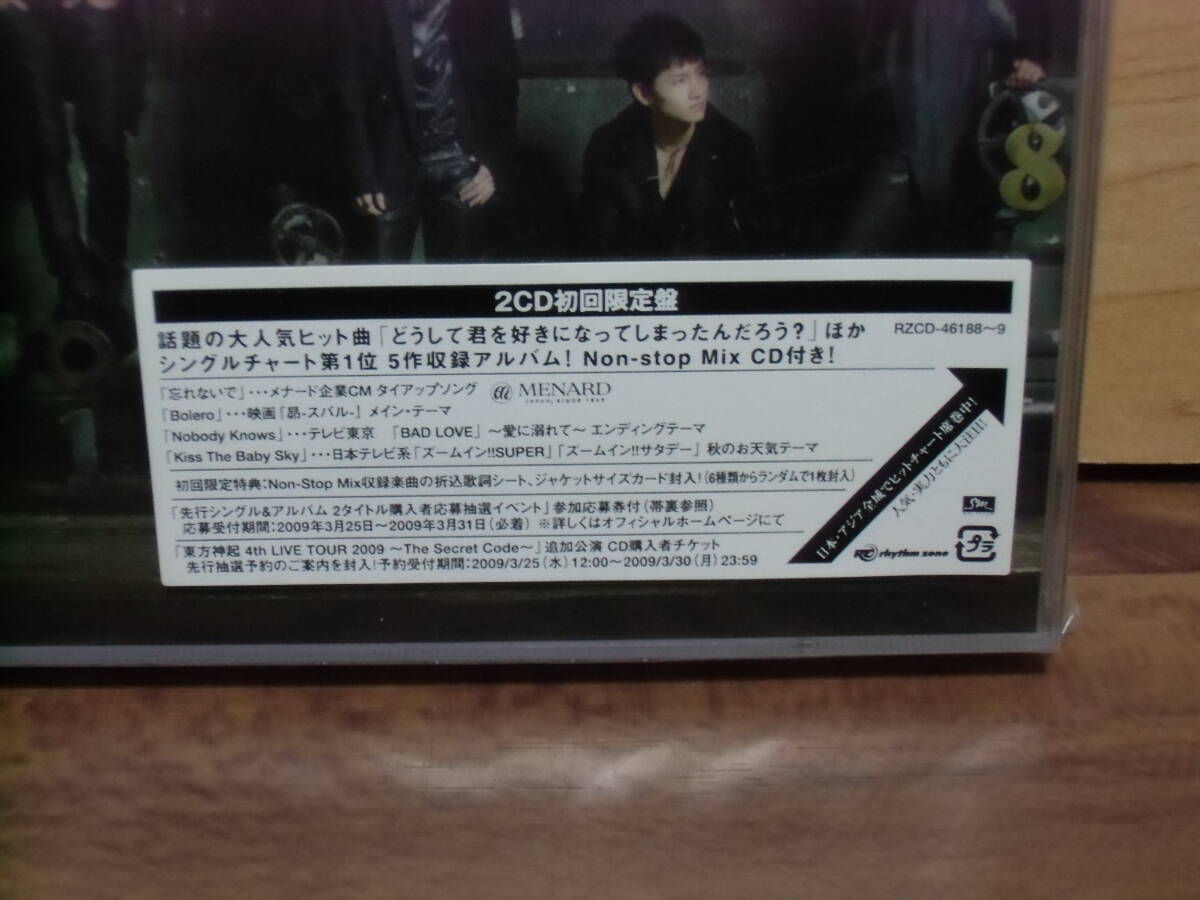 8
2CD初回限定盤
話題の大人気ヒット曲「どうして君を好きになってしまったんだろう?」ほか
RZCD-46188〜9
シングルチャート第1位 5作収録アルバム! Non-stop Mix CD付き!
「忘れないで」･･･メナード企業CM タイアップソング
MENARD
JAPAN, SINCE 1959
「Bolero」･･･映画『昴-スバル-』メイン・テーマ
「Nobody Knows」･･･テレビ東京 「BAD LOVE」〜愛に溺れて〜 エンディングテーマ
「Kiss The Baby Sky」･･･日本テレビ系「ズームイン!!SUPER」「ズームイン!!サタデー」秋のお天気テーマ
初回限定特典:Non-Stop Mix収録楽曲の折込歌詞シート、ジャケットサイズカード封入!(6種類からランダムで1枚封入)
「先行シングル&アルバム 2タイトル購入者応募抽選イベント」参加応募券付(帯裏参照)
応募受付期間:2009年3月25日〜2009年3月31日(必着) ※詳しくはオフィシャルホームページにて
「東方神起 4th LIVE TOUR 2009 〜The Secret Code〜」追加公演 CD購入者チケット
先行抽選予約のご案内を封入!予約受付期間:2009/3/25(水)12:00〜2009/3/30(月)23:59
日本・アジア全域でヒットチャート席巻中!
人気・実力ともに大注目!
S.M.
rhythm zone
プラ